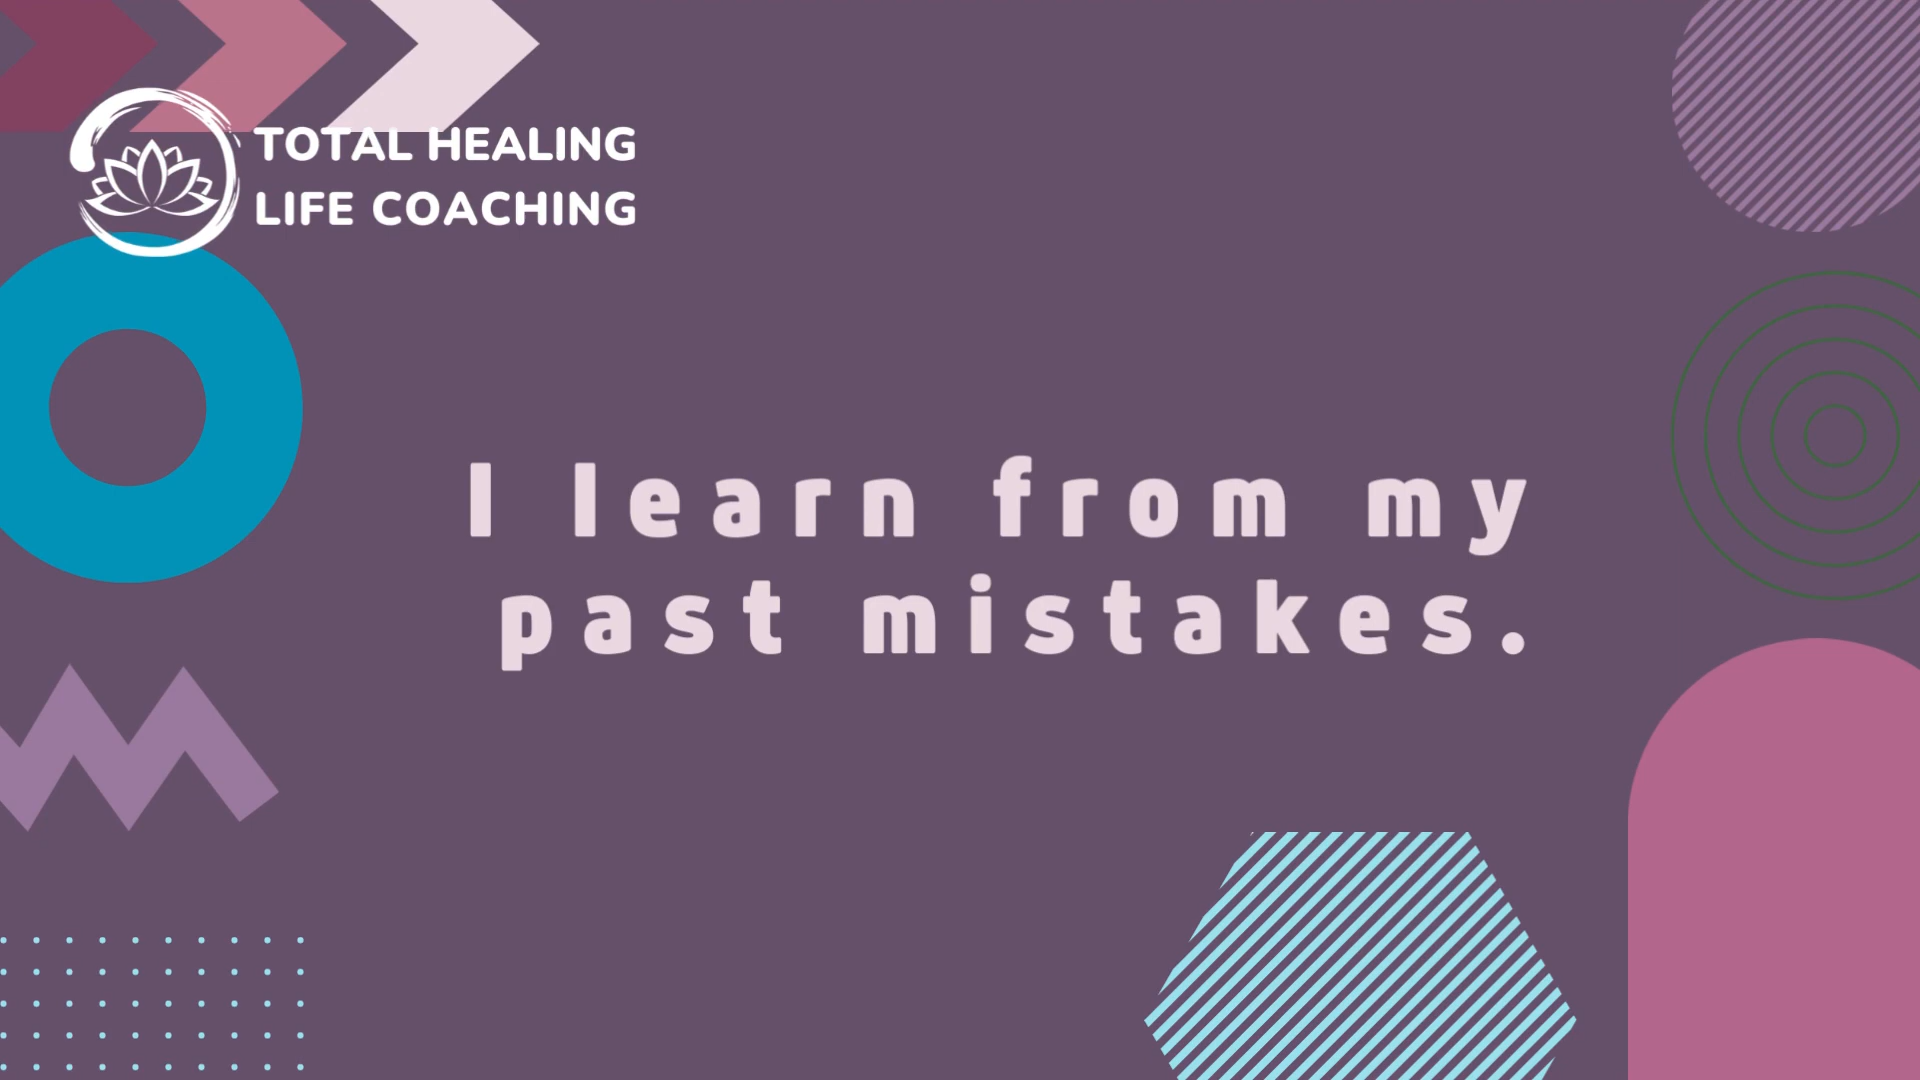 TOTAL HEALING
LIFE COACHING
I learn from my
past mistakes.